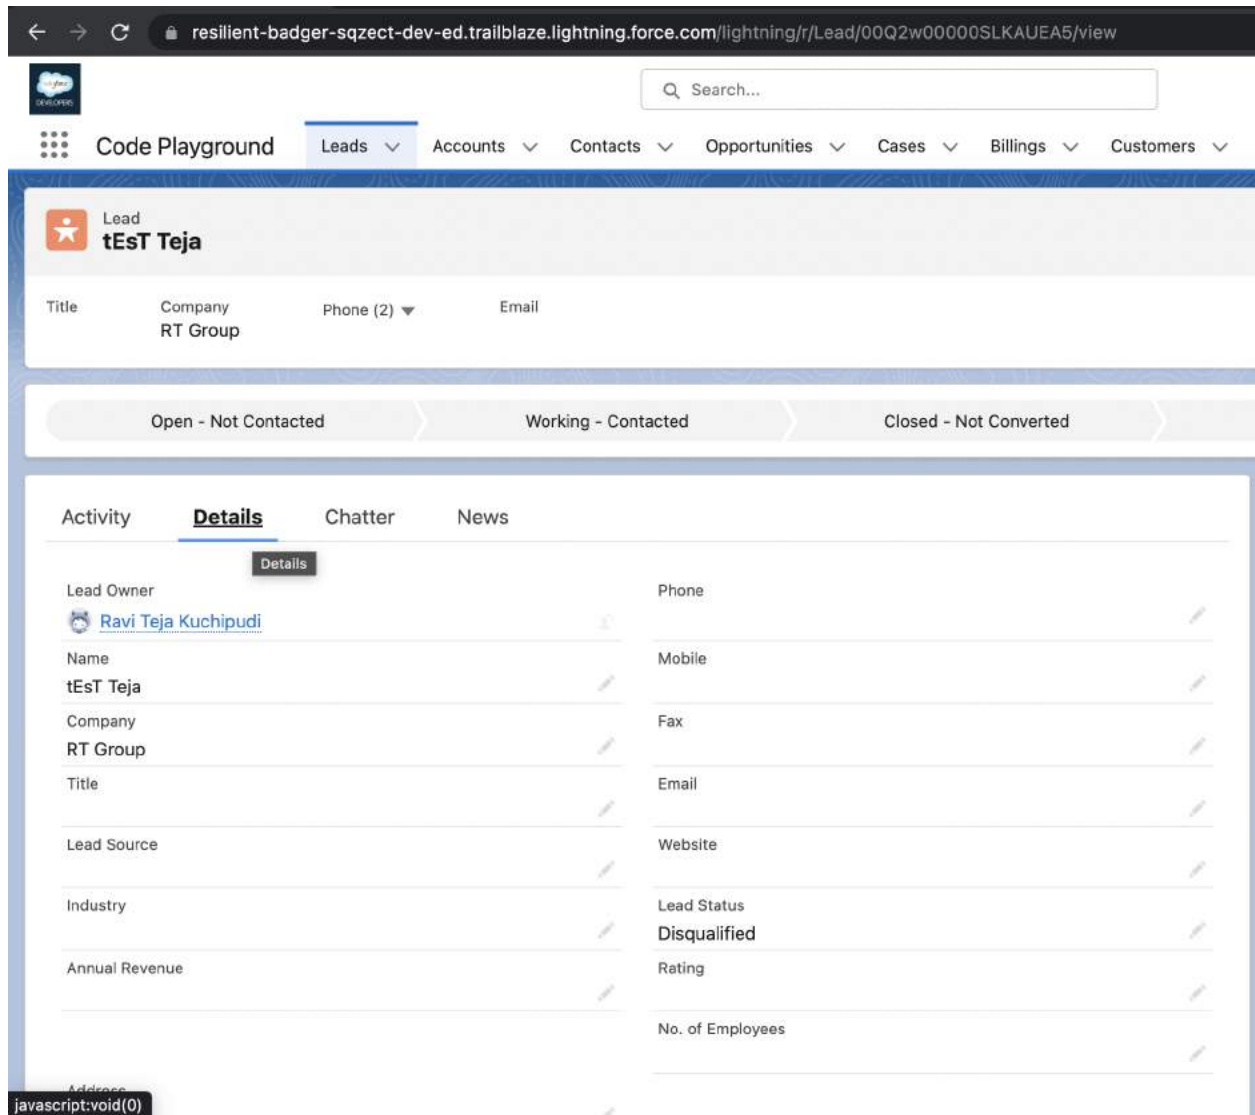 resilient-badger-sqzect-dev-ed.trailblaze.lightning.force.com/lightning/r/Lead/00Q2w00000SLKAUEA5/view
DEVELOPERS
Search...
Code Playground Leads Accounts Contacts Opportunities Cases Billings Customers
Lead
tEsT Teja
Title Company Phone (2) Email
RT Group
Open - Not Contacted Working - Contacted Closed - Not Converted
Activity Details Chatter News
Details
Lead Owner Phone
Ravi Teja Kuchipudi
Name Mobile
tEsT Teja
Company Fax
RT Group
Title Email
Lead Source Website
Industry Lead Status
Disqualified
Annual Revenue Rating
No. of Employees
Address
javascript:void(0)